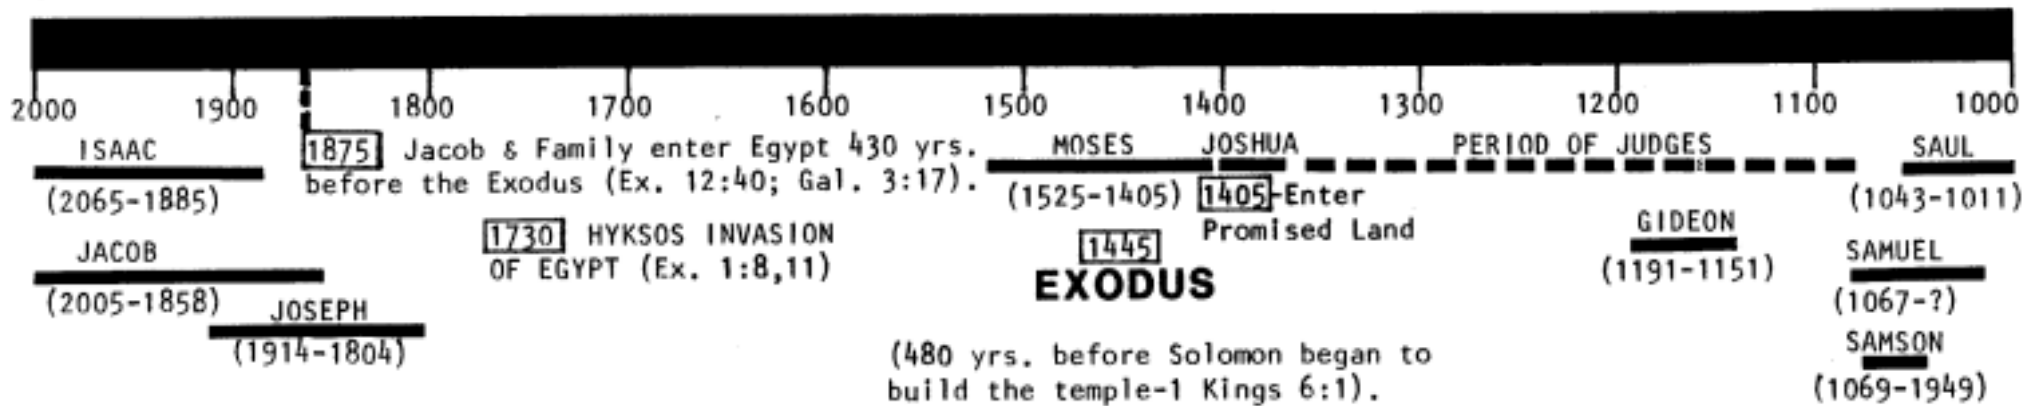 2000 1900 1800 1700 1600 1500 1400 1300 1200 1100 1000
ISAAC
(2065-1885)
JACOB
(2005-1858)
JOSEPH
(1914-1804)
1875 Jacob & Family enter Egypt 430 yrs.
before the Exodus (Ex. 12:40; Gal. 3:17).
1730 HYKSOS INVASION
OF EGYPT (Ex. 1:8,11)
MOSES
(1525-1405)
JOSHUA
1405-Enter
Promised Land
1445
EXODUS
(480 yrs. before Solomon began to
build the temple-1 Kings 6:1).
PERIOD OF JUDGES
GIDEON
(1191-1151)
SAUL
(1043-1011)
SAMUEL
(1067-?)
SAMSON
(1069-1949)